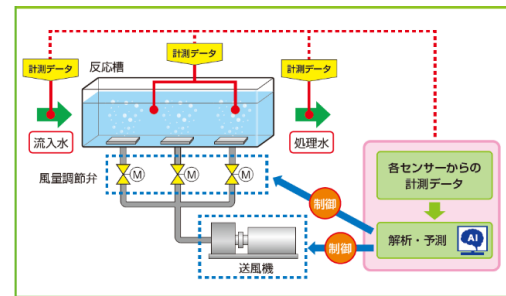 計測データ
計測データ
計測データ
反応槽
流入水
処理水
風量調節弁
M
M
M
各センサーからの
計測データ
制御
制御
解析・予測
AI
送風機